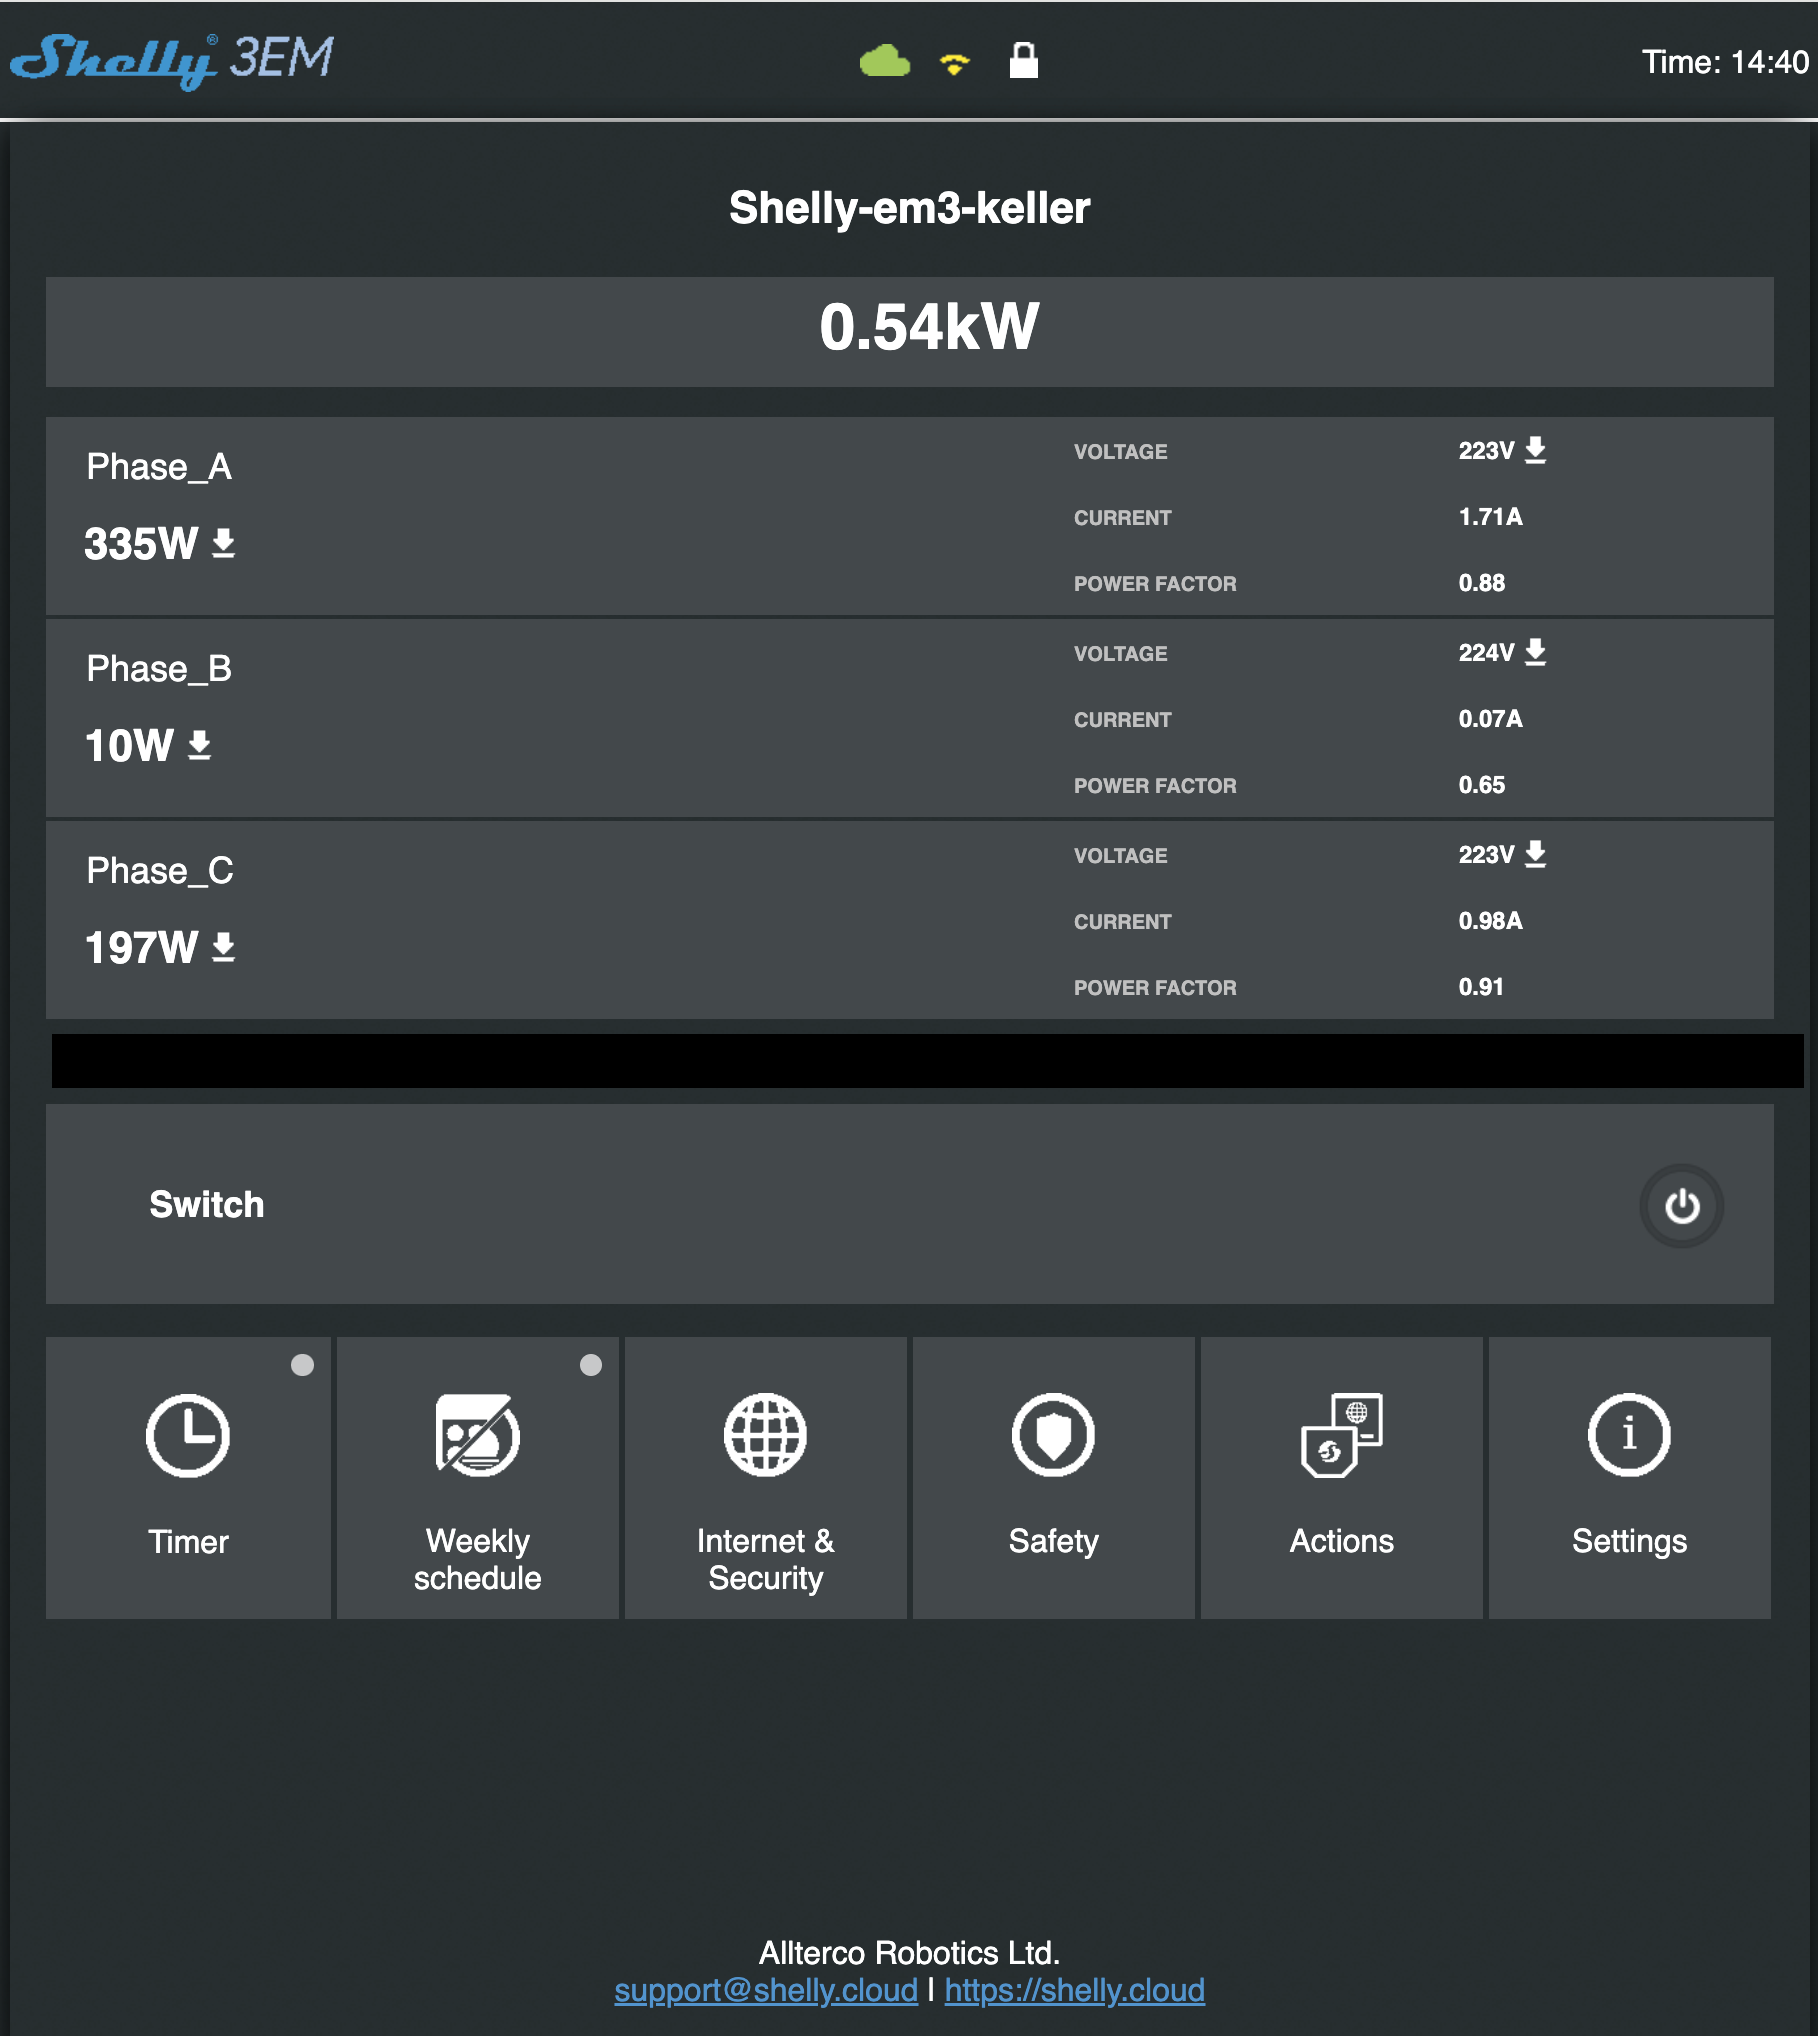 Shelly® 3EM
Time: 14:40
Shelly-em3-keller
0.54kW
Phase_A
335W
VOLTAGE 223V
CURRENT 1.71A
POWER FACTOR 0.88
Phase_B
10W
VOLTAGE 224V
CURRENT 0.07A
POWER FACTOR 0.65
Phase_C
197W
VOLTAGE 223V
CURRENT 0.98A
POWER FACTOR 0.91
Switch
Timer
Weekly
schedule
Internet &
Security
Safety
Actions
Settings
Allterco Robotics Ltd.
support@shelly.cloud | https://shelly.cloud